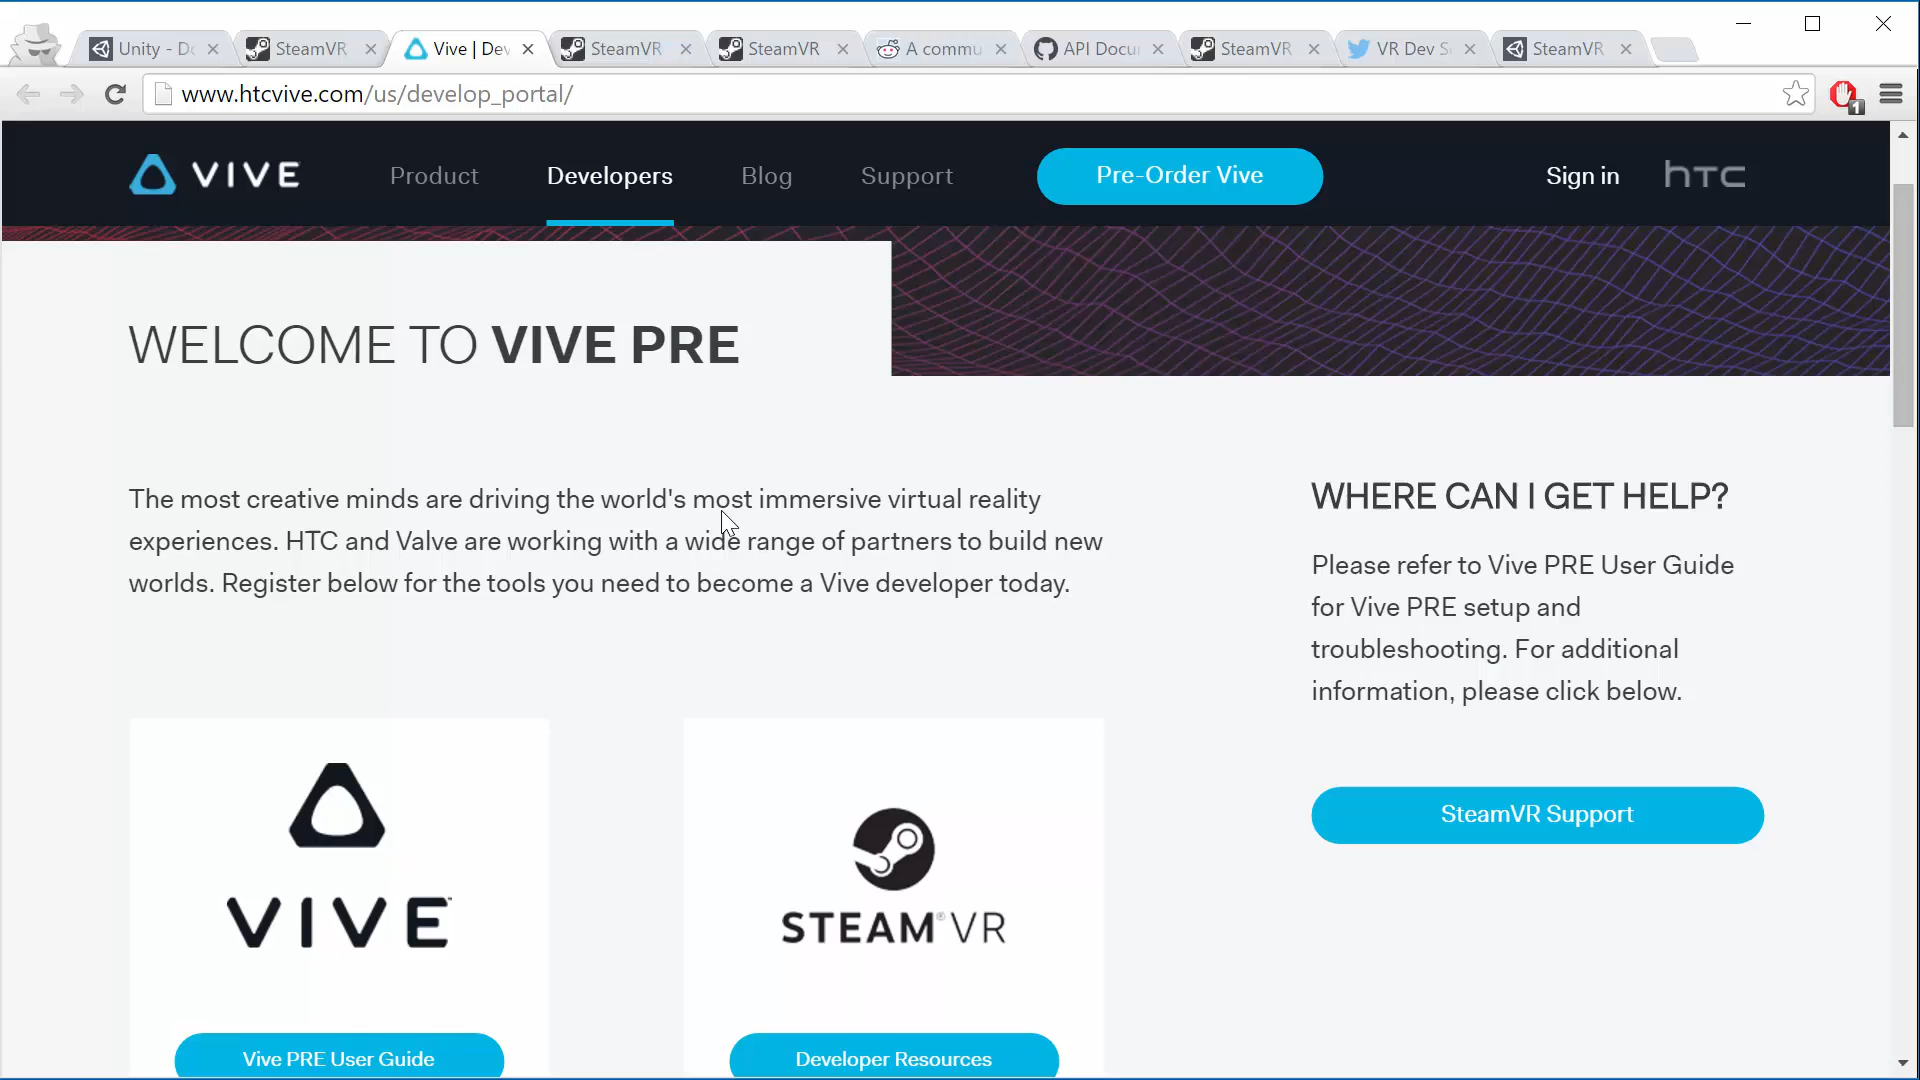 Unity - Do
SteamVR
Vive | Dev
SteamVR
SteamVR
A commu
API Docu
SteamVR
VR Dev S
SteamVR
www.htcvive.com/us/develop_portal/
1
VIVE
Product
Developers
Blog
Support
Pre-Order Vive
Sign in
hTC
WELCOME TO VIVE PRE
The most creative minds are driving the world's most immersive virtual reality
experiences. HTC and Valve are working with a wide range of partners to build new
worlds. Register below for the tools you need to become a Vive developer today.
WHERE CAN I GET HELP?
Please refer to Vive PRE User Guide
for Vive PRE setup and
troubleshooting. For additional
information, please click below.
SteamVR Support
VIVE™
STEAM®VR
Vive PRE User Guide
Developer Resources